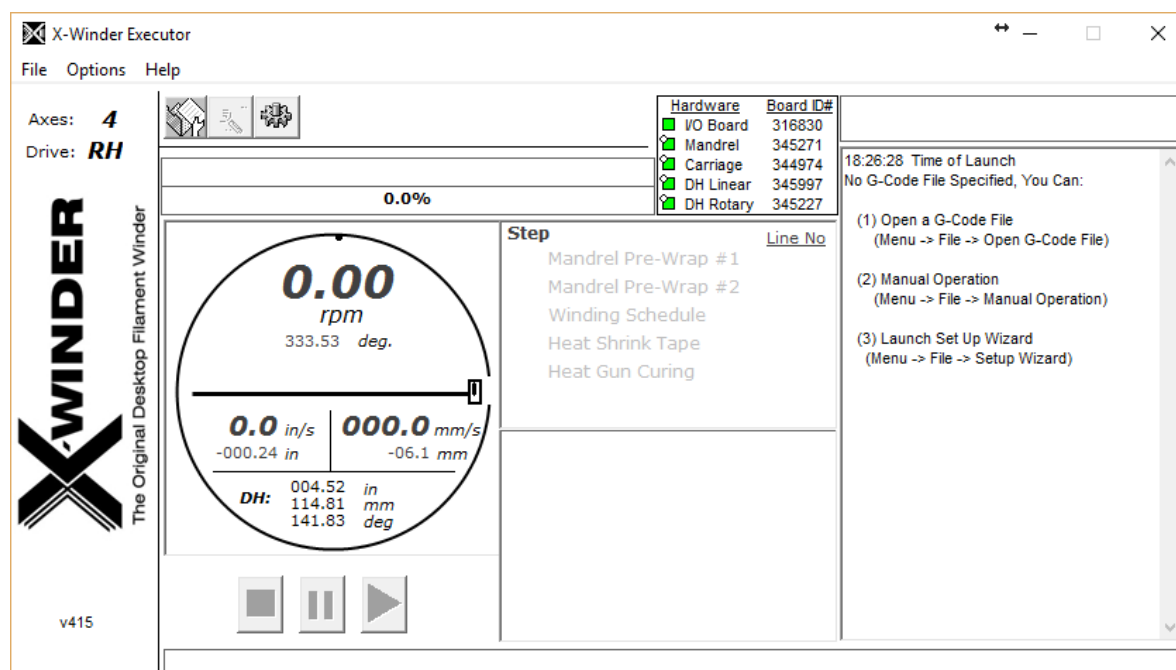 X-Winder Executor
File Options Help
Axes: 4
Drive: RH
X-WINDER
The Original Desktop Filament Winder
v415
Hardware Board ID#
I/O Board 316830
Mandrel 345271
Carriage 344974
DH Linear 345997
DH Rotary 345227
0.0%
0.00
rpm
333.53 deg.
0.0 in/s 000.0 mm/s
-000.24 in -06.1 mm
DH: 004.52 in
114.81 mm
141.83 deg
Step Line No
Mandrel Pre-Wrap #1
Mandrel Pre-Wrap #2
Winding Schedule
Heat Shrink Tape
Heat Gun Curing
18:26:28 Time of Launch
No G-Code File Specified, You Can:
(1) Open a G-Code File
(Menu -> File -> Open G-Code File)
(2) Manual Operation
(Menu -> File -> Manual Operation)
(3) Launch Set Up Wizard
(Menu -> File -> Setup Wizard)